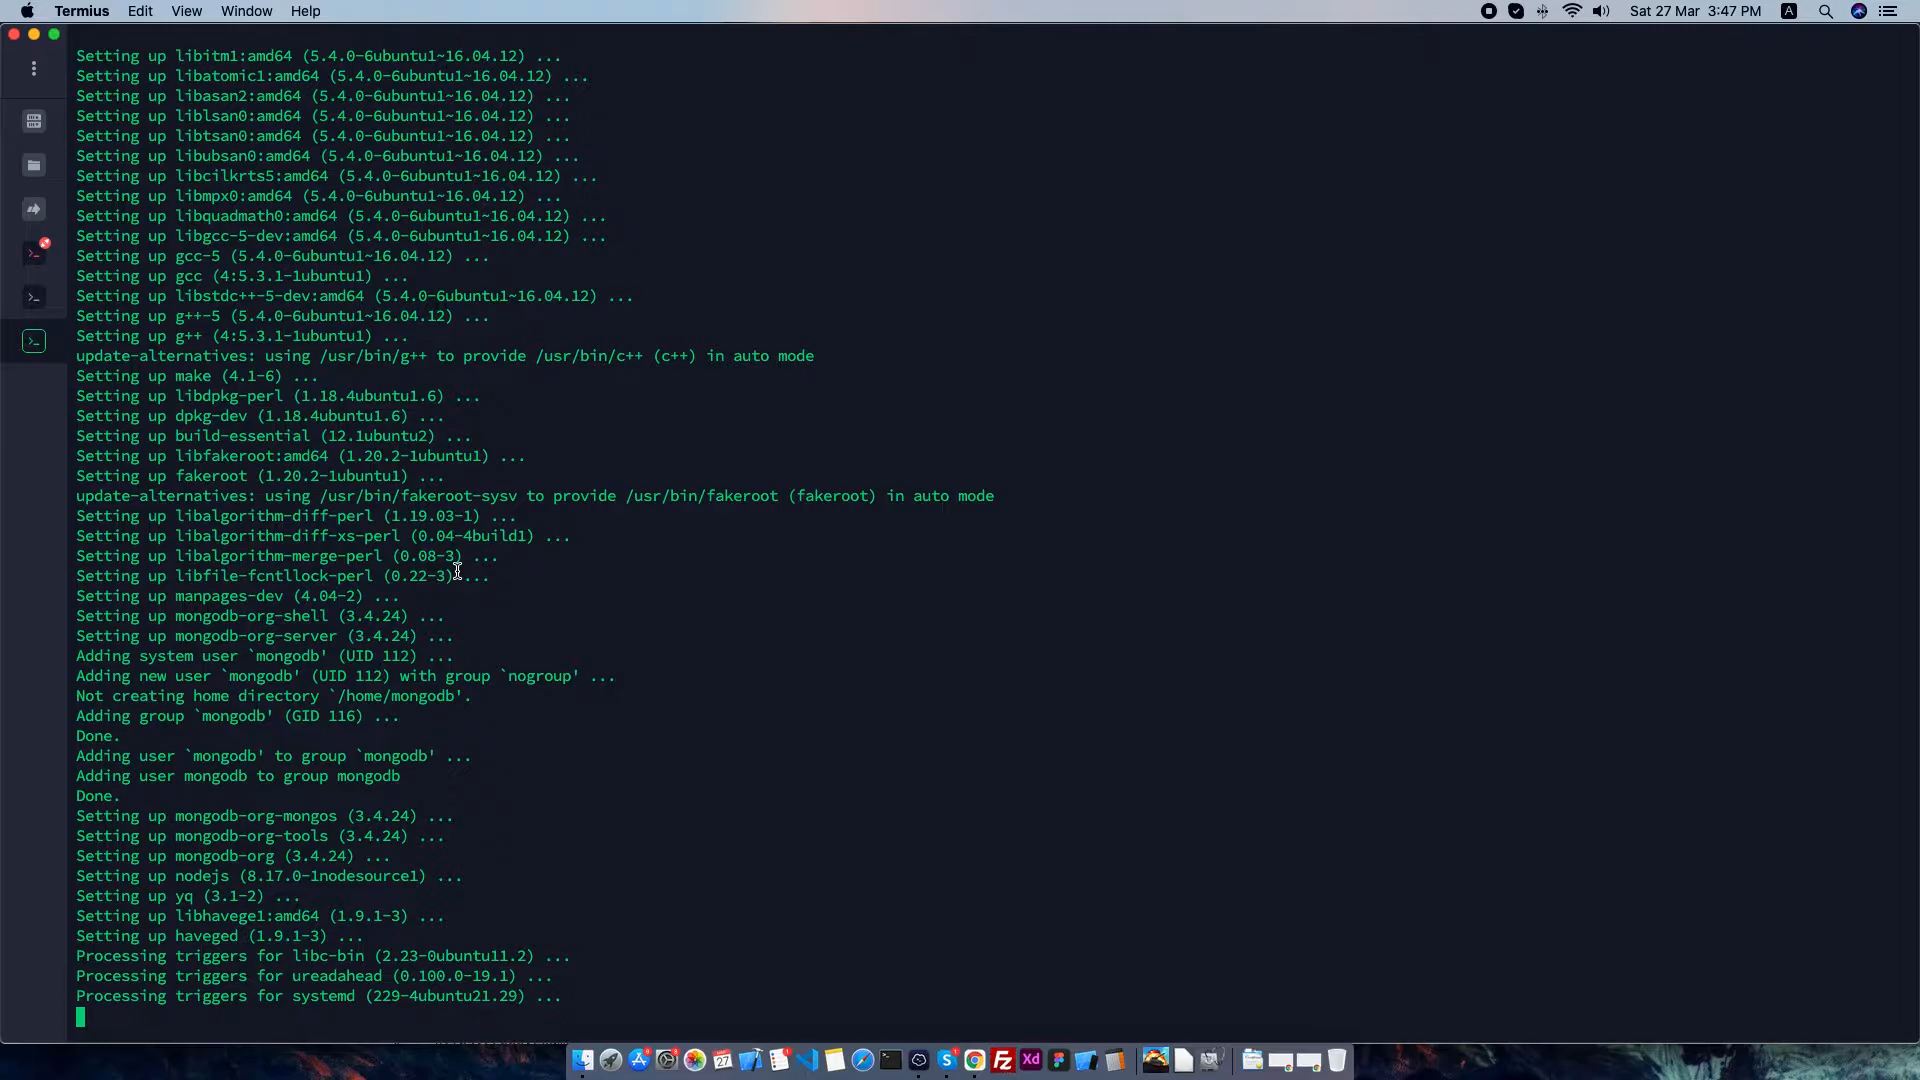 Termius Edit View Window Help Sat 27 Mar 3:47 PM A
Setting up libitm1:amd64 (5.4.0-6ubuntu1~16.04.12) ...
Setting up libatomic1:amd64 (5.4.0-6ubuntu1~16.04.12) ...
Setting up libasan2:amd64 (5.4.0-6ubuntu1~16.04.12) ...
Setting up liblsan0:amd64 (5.4.0-6ubuntu1~16.04.12) ...
Setting up libtsan0:amd64 (5.4.0-6ubuntu1~16.04.12) ...
Setting up libubsan0:amd64 (5.4.0-6ubuntu1~16.04.12) ...
Setting up libcilkrts5:amd64 (5.4.0-6ubuntu1~16.04.12) ...
Setting up libmpx0:amd64 (5.4.0-6ubuntu1~16.04.12) ...
Setting up libquadmath0:amd64 (5.4.0-6ubuntu1~16.04.12) ...
Setting up libgcc-5-dev:amd64 (5.4.0-6ubuntu1~16.04.12) ...
Setting up gcc-5 (5.4.0-6ubuntu1~16.04.12) ...
Setting up gcc (4:5.3.1-1ubuntu1) ...
Setting up libstdc++-5-dev:amd64 (5.4.0-6ubuntu1~16.04.12) ...
Setting up g++-5 (5.4.0-6ubuntu1~16.04.12) ...
Setting up g++ (4:5.3.1-1ubuntu1) ...
update-alternatives: using /usr/bin/g++ to provide /usr/bin/c++ (c++) in auto mode
Setting up make (4.1-6) ...
Setting up libdpkg-perl (1.18.4ubuntu1.6) ...
Setting up dpkg-dev (1.18.4ubuntu1.6) ...
Setting up build-essential (12.1ubuntu2) ...
Setting up libfakeroot:amd64 (1.20.2-1ubuntu1) ...
Setting up fakeroot (1.20.2-1ubuntu1) ...
update-alternatives: using /usr/bin/fakeroot-sysv to provide /usr/bin/fakeroot (fakeroot) in auto mode
Setting up libalgorithm-diff-perl (1.19.03-1) ...
Setting up libalgorithm-diff-xs-perl (0.04-4build1) ...
Setting up libalgorithm-merge-perl (0.08-3) ...
Setting up libfile-fcntllock-perl (0.22-3) ...
Setting up manpages-dev (4.04-2) ...
Setting up mongodb-org-shell (3.4.24) ...
Setting up mongodb-org-server (3.4.24) ...
Adding system user `mongodb' (UID 112) ...
Adding new user `mongodb' (UID 112) with group `nogroup' ...
Not creating home directory `/home/mongodb'.
Adding group `mongodb' (GID 116) ...
Done.
Adding user `mongodb' to group `mongodb' ...
Adding user mongodb to group mongodb
Done.
Setting up mongodb-org-mongos (3.4.24) ...
Setting up mongodb-org-tools (3.4.24) ...
Setting up mongodb-org (3.4.24) ...
Setting up nodejs (8.17.0-1nodesource1) ...
Setting up yq (3.1-2) ...
Setting up libhavege1:amd64 (1.9.1-3) ...
Setting up haveged (1.9.1-3) ...
Processing triggers for libc-bin (2.23-0ubuntu11.2) ...
Processing triggers for ureadahead (0.100.0-19.1) ...
Processing triggers for systemd (229-4ubuntu21.29) ...